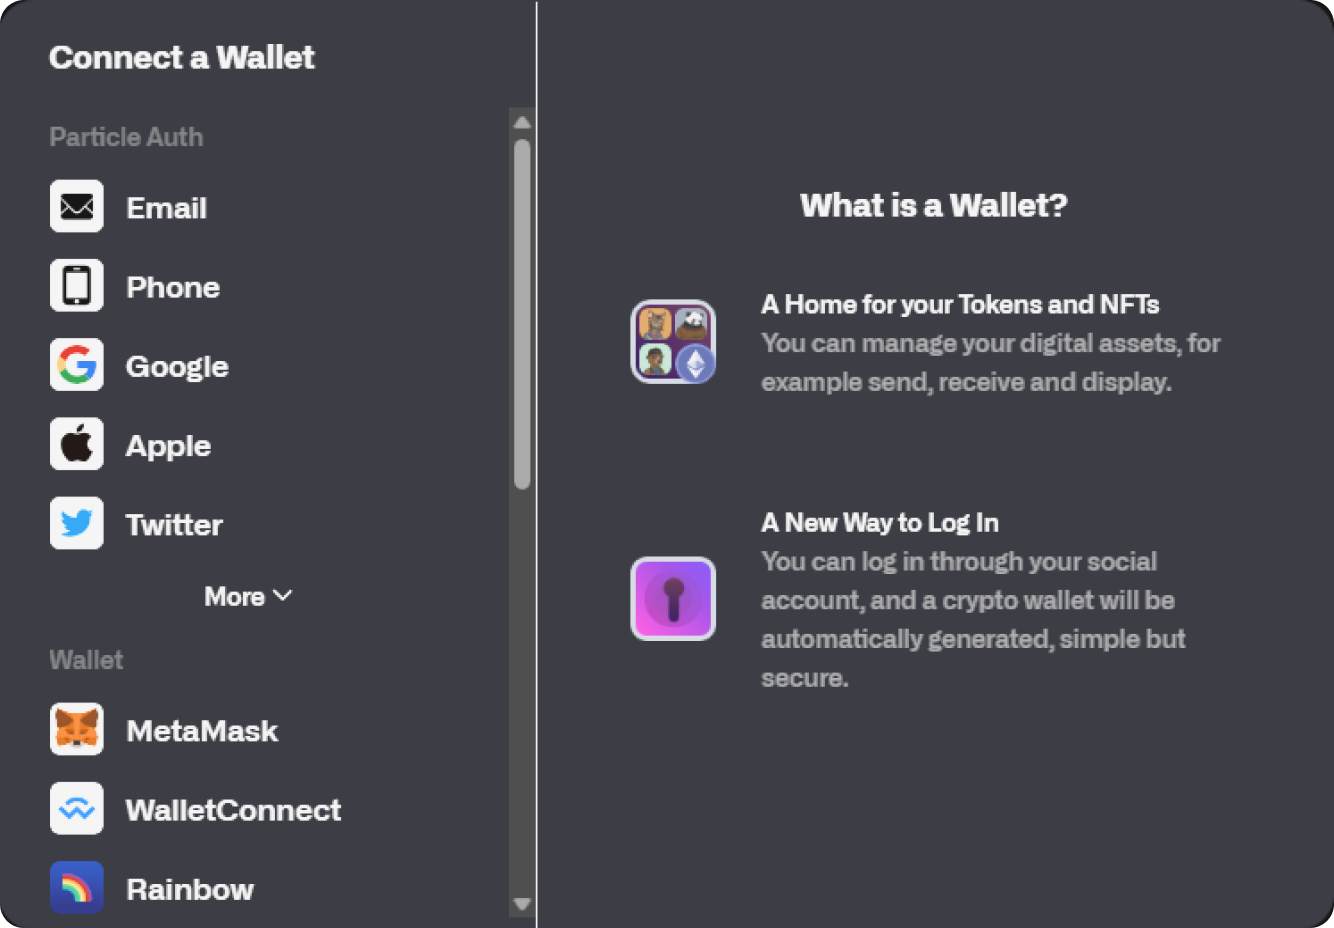 Connect a Wallet
Particle Auth
Email
Phone
Google
Apple
Twitter
More
Wallet
MetaMask
WalletConnect
Rainbow
What is a Wallet?
A Home for your Tokens and NFTs
You can manage your digital assets, for
example send, receive and display.
A New Way to Log In
You can log in through your social
account, and a crypto wallet will be
automatically generated, simple but
secure.